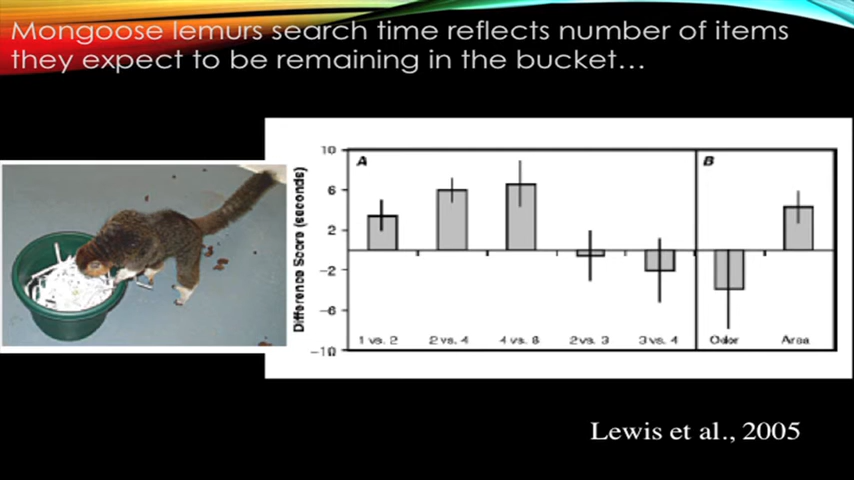 Mongoose lemurs search time reflects number of items
they expect to be remaining in the bucket…
A
B
Difference Score (seconds)
10
6
2
−2
−6
−10
1 vs. 2
2 vs. 4
4 vs. 8
2 vs. 3
3 vs. 4
Odor
Area
Lewis et al., 2005